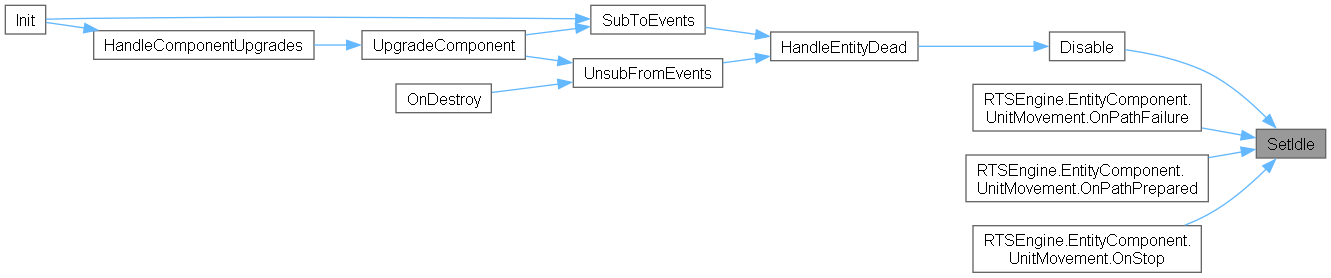 Init
HandleComponentUpgrades
UpgradeComponent
OnDestroy
SubToEvents
UnsubFromEvents
HandleEntityDead
Disable
RTSEngine.EntityComponent.
UnitMovement.OnPathFailure
RTSEngine.EntityComponent.
UnitMovement.OnPathPrepared
RTSEngine.EntityComponent.
UnitMovement.OnStop
SetIdle